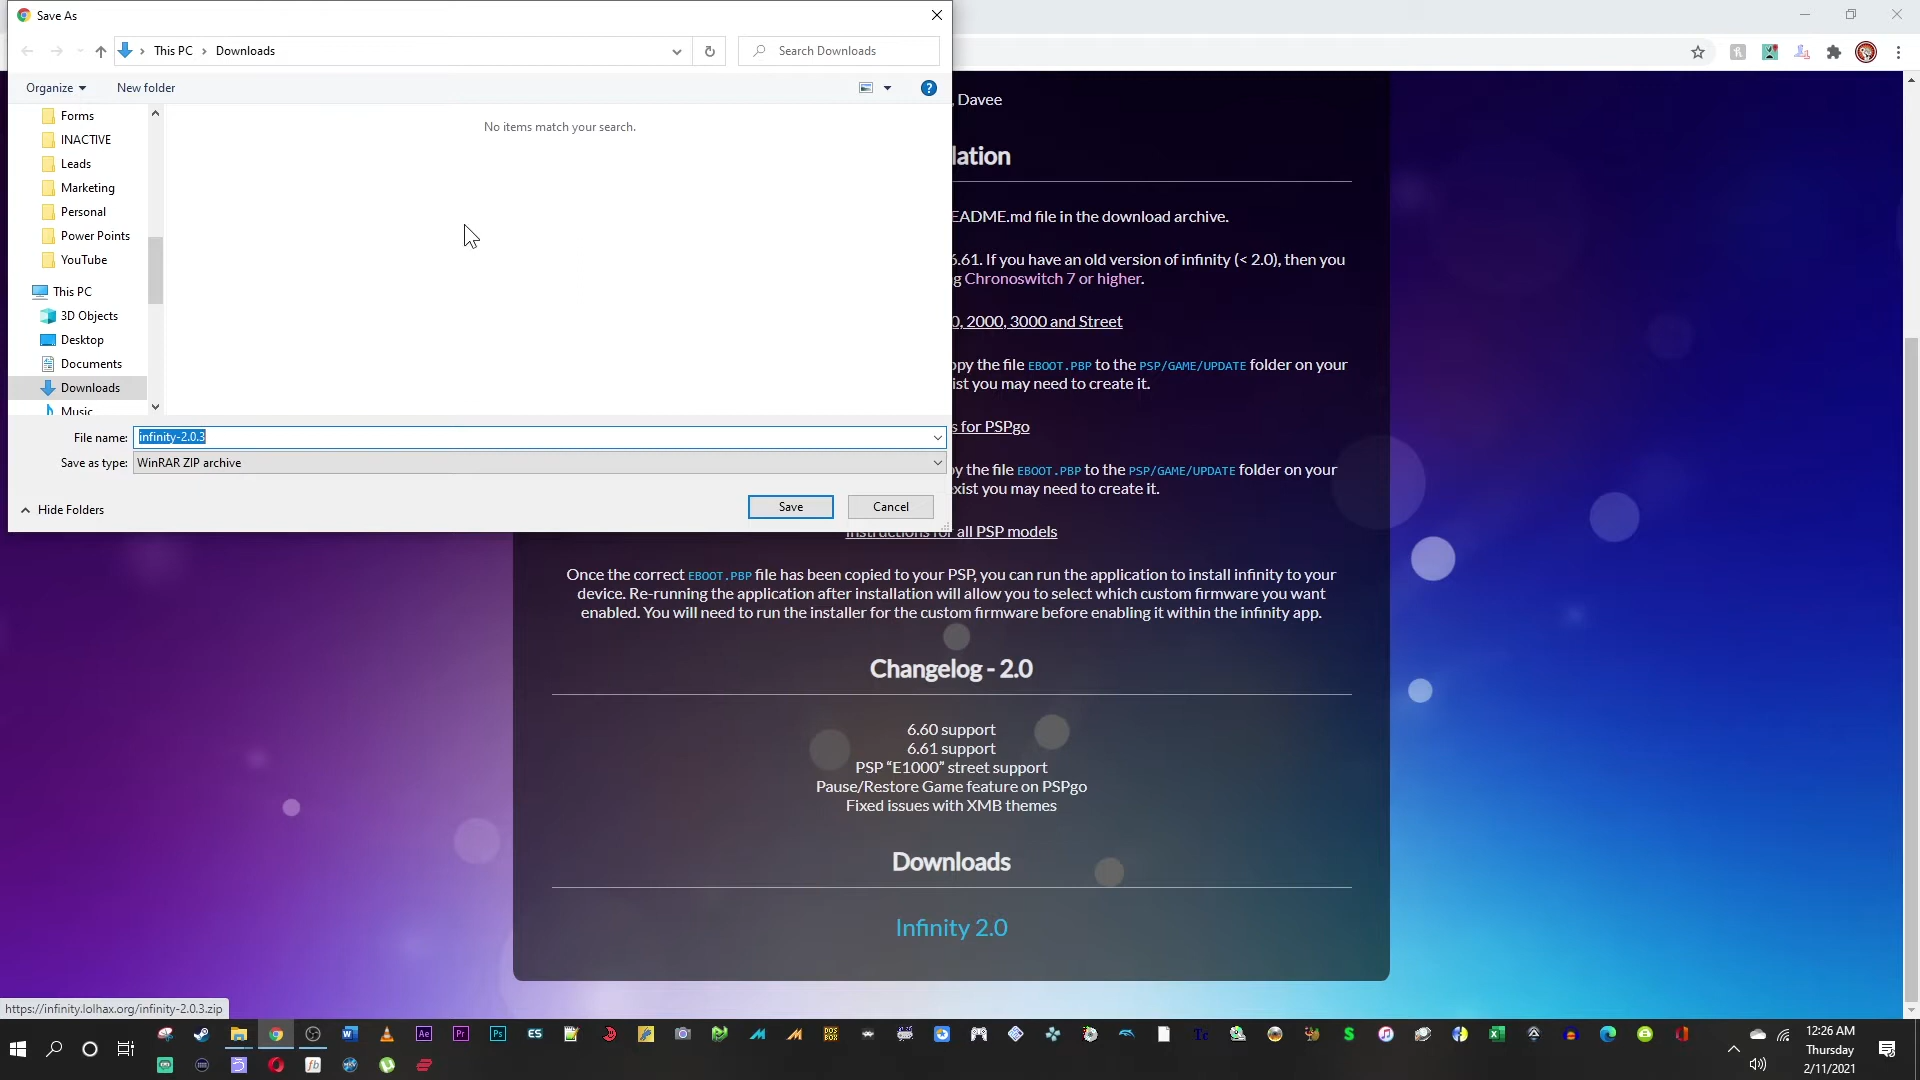 Save As
This PC
Downloads
Search Downloads
Organize
New folder
Forms
INACTIVE
Leads
Marketing
Personal
Power Points
YouTube
This PC
3D Objects
Desktop
Documents
Downloads
Music
No items match your search.
File name:
infinity-2.0.3
Save as type:
WinRAR ZIP archive
Hide Folders
Save
Cancel
, Davee
lation
EADME.md file in the download archive.
6.61. If you have an old version of infinity (< 2.0), then you
g Chronoswitch 7 or higher.
0, 2000, 3000 and Street
opy the file EBOOT.PBP to the PSP/GAME/UPDATE folder on your
ist you may need to create it.
s for PSPgo
y the file EBOOT.PBP to the PSP/GAME/UPDATE folder on your
xist you may need to create it.
Instructions for all PSP models
Once the correct EBOOT.PBP file has been copied to your PSP, you can run the application to install infinity to your
device. Re-running the application after installation will allow you to select which custom firmware you want
enabled. You will need to run the installer for the custom firmware before enabling it within the infinity app.
Changelog - 2.0
6.60 support
6.61 support
PSP “E1000” street support
Pause/Restore Game feature on PSPgo
Fixed issues with XMB themes
Downloads
Infinity 2.0
https://infinity.lolhax.org/infinity-2.0.3.zip
12:26 AM
Thursday
2/11/2021